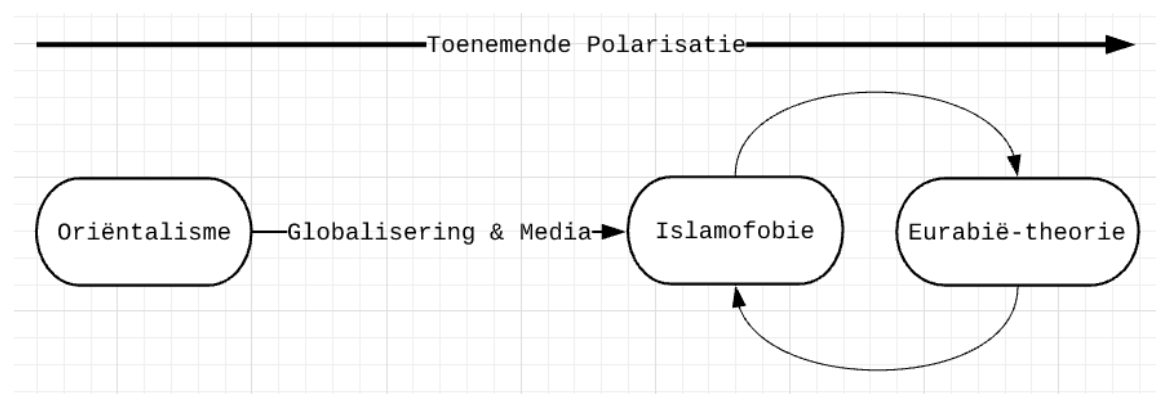 Toenemende Polarisatie
Oriëntalisme
Globalisering & Media
Islamofobie
Eurabië-theorie